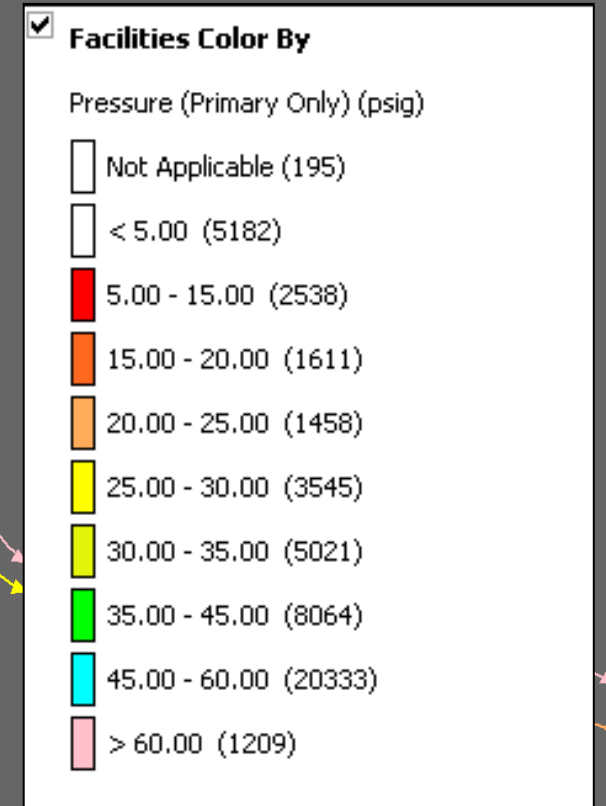 Facilities Color By
Pressure (Primary Only) (psig)
Not Applicable (195)
< 5.00 (5182)
5.00 - 15.00 (2538)
15.00 - 20.00 (1611)
20.00 - 25.00 (1458)
25.00 - 30.00 (3545)
30.00 - 35.00 (5021)
35.00 - 45.00 (8064)
45.00 - 60.00 (20333)
> 60.00 (1209)